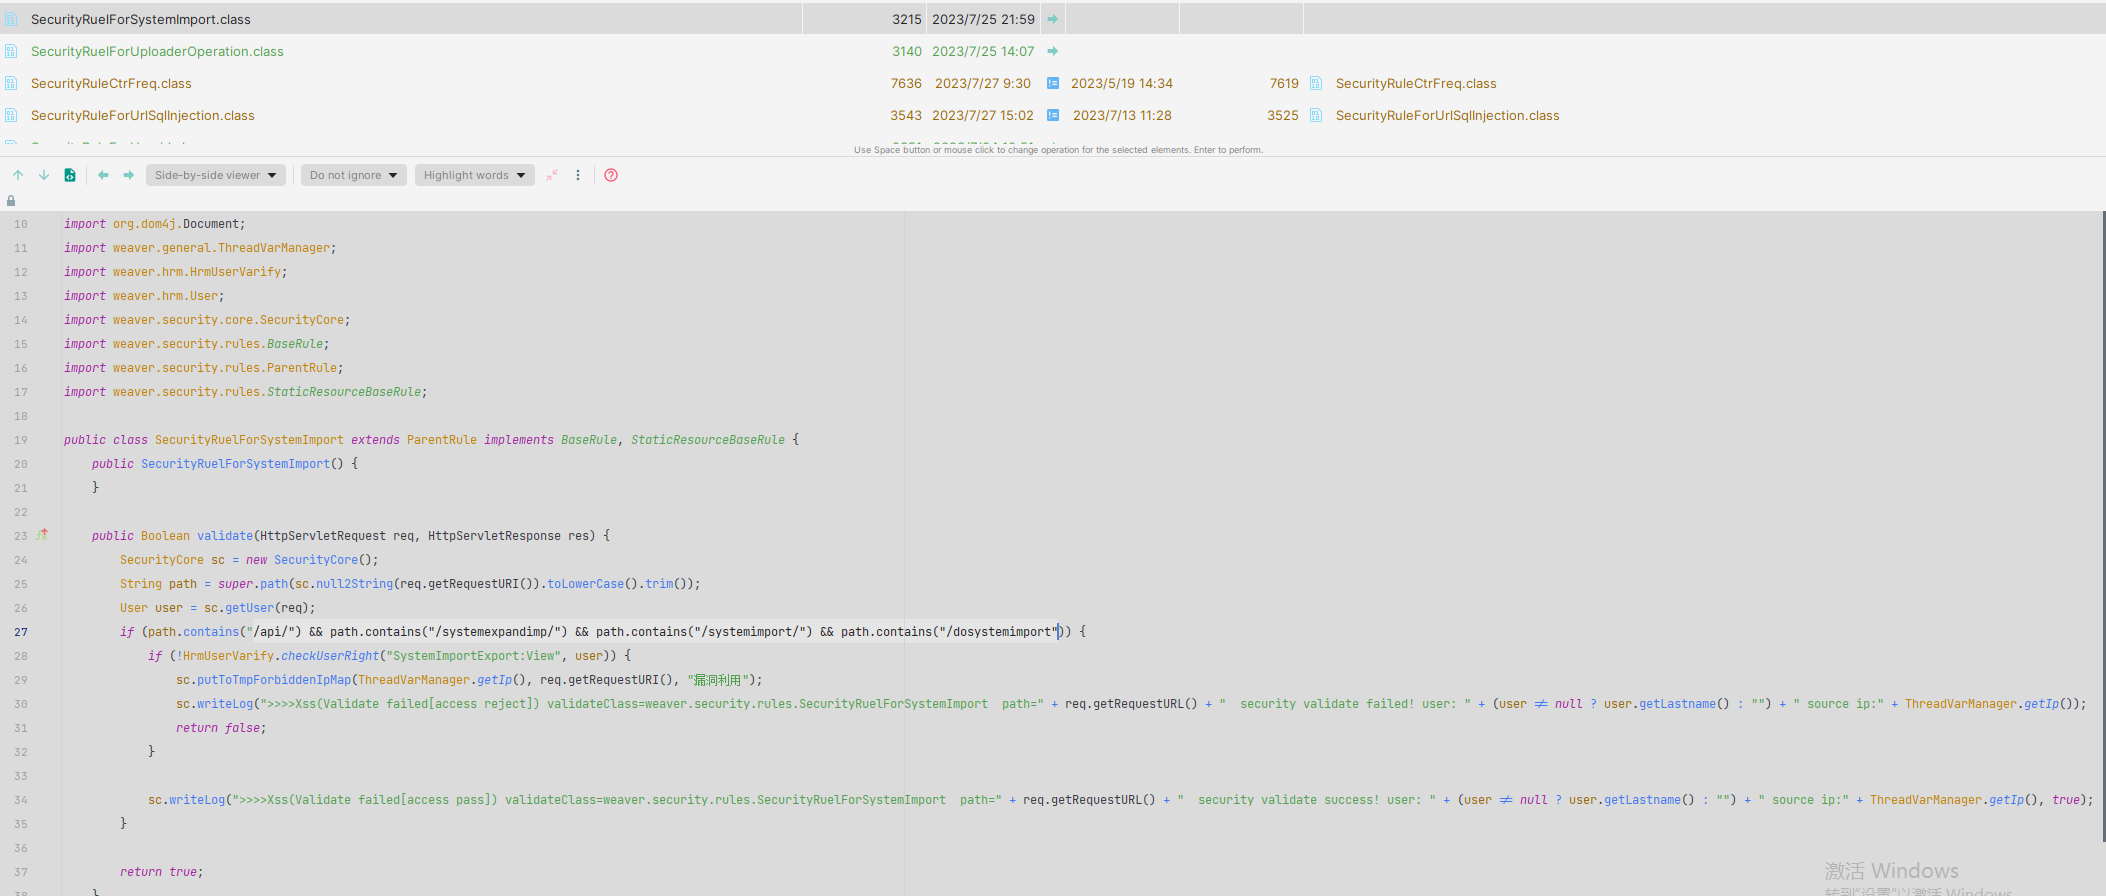 SecurityRuelForSystemImport.class 3215 2023/7/25 21:59
SecurityRuelForUploaderOperation.class 3140 2023/7/25 14:07
SecurityRuleCtrFreq.class 7636 2023/7/27 9:30 2023/5/19 14:34 7619 SecurityRuleCtrFreq.class
SecurityRuleForUrlSqlInjection.class 3543 2023/7/27 15:02 2023/7/13 11:28 3525 SecurityRuleForUrlSqlInjection.class
Use Space button or mouse click to change operation for the selected elements. Enter to perform.
Side-by-side viewer Do not ignore Highlight words
10 import org.dom4j.Document;
11 import weaver.general.ThreadVarManager;
12 import weaver.hrm.HrmUserVarify;
13 import weaver.hrm.User;
14 import weaver.security.core.SecurityCore;
15 import weaver.security.rules.BaseRule;
16 import weaver.security.rules.ParentRule;
17 import weaver.security.rules.StaticResourceBaseRule;
18
19 public class SecurityRuelForSystemImport extends ParentRule implements BaseRule, StaticResourceBaseRule {
20 public SecurityRuelForSystemImport() {
21 }
22
23 public Boolean validate(HttpServletRequest req, HttpServletResponse res) {
24 SecurityCore sc = new SecurityCore();
25 String path = super.path(sc.null2String(req.getRequestURI()).toLowerCase().trim());
26 User user = sc.getUser(req);
27 if (path.contains("/api/") && path.contains("/systemexpandimp/") && path.contains("/systemimport/") && path.contains("/dosystemimport")) {
28 if (!HrmUserVarify.checkUserRight("SystemImportExport:View", user)) {
29 sc.putToTmpForbiddenIpMap(ThreadVarManager.getIp(), req.getRequestURI(), "漏洞利用");
30 sc.writeLog(">>>>Xss(Validate failed[access reject]) validateClass=weaver.security.rules.SecurityRuelForSystemImport  path=" + req.getRequestURL() + "  security validate failed! user: " + (user ≠ null ? user.getLastname() : "") + " source ip:" + ThreadVarManager.getIp());
31 return false;
32 }
33
34 sc.writeLog(">>>>Xss(Validate failed[access pass]) validateClass=weaver.security.rules.SecurityRuelForSystemImport  path=" + req.getRequestURL() + "  security validate success! user: " + (user ≠ null ? user.getLastname() : "") + " source ip:" + ThreadVarManager.getIp(), true);
35 }
36
37 return true;
38 }
激活 Windows
转到"设置"以激活 Windows